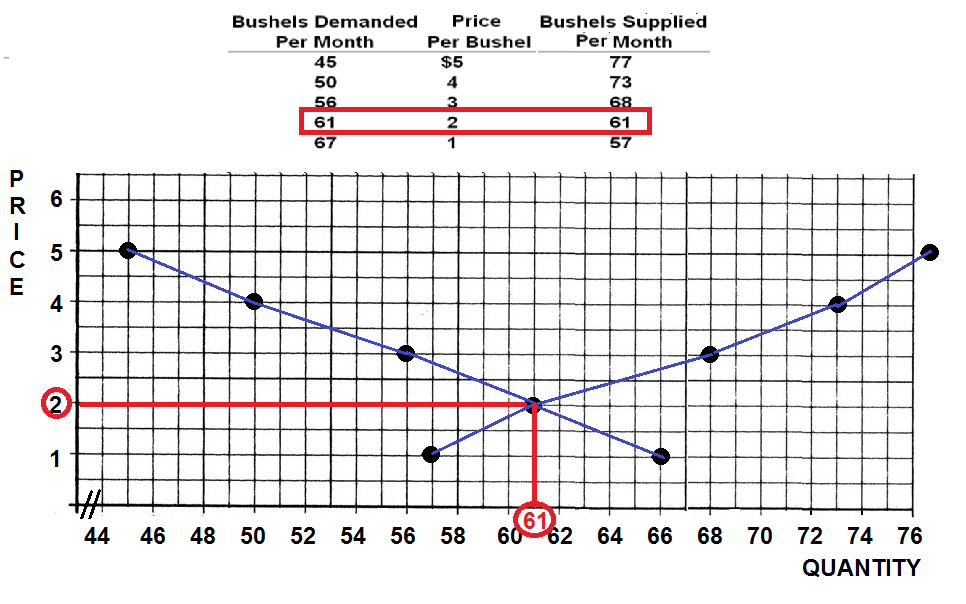 Bushels Demanded Price Bushels Supplied
Per Month Per Bushel Per Month
45 $5 77
50 4 73
56 3 68
61 2 61
67 1 57
PRICE
6
5
4
3
2
1
61
44 46 48 50 52 54 56 58 60 62 64 66 68 70 72 74 76
QUANTITY